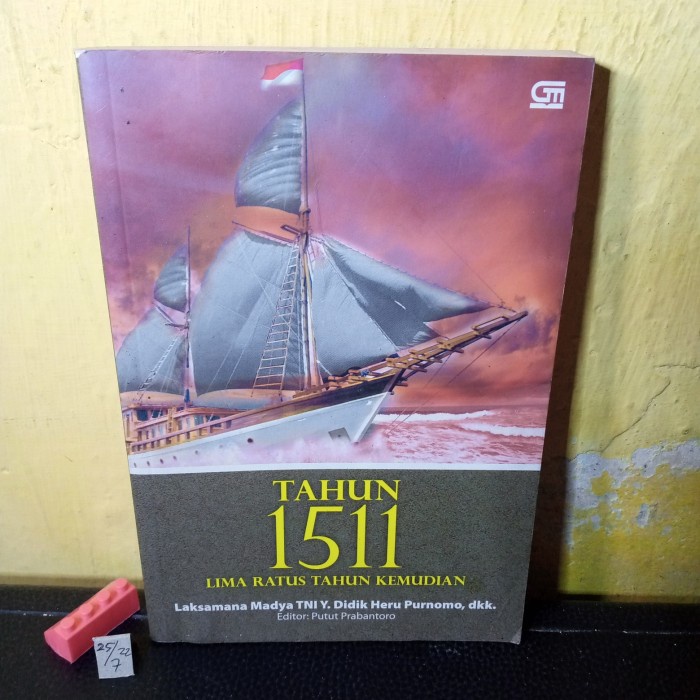 GM
TAHUN
1511
LIMA RATUS TAHUN KEMUDIAN
Laksamana Madya TNI Y. Didik Heru Purnomo, dkk.
Editor: Putut Prabantoro
25/22
7